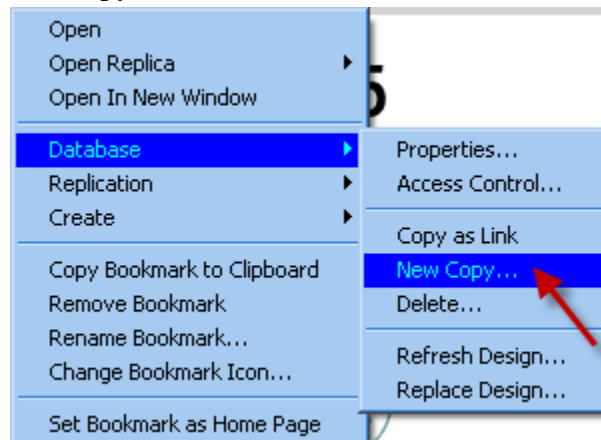 Open
Open Replica
Open In New Window
Database
Replication
Create
Copy Bookmark to Clipboard
Remove Bookmark
Rename Bookmark...
Change Bookmark Icon...
Set Bookmark as Home Page
5
Properties...
Access Control...
Copy as Link
New Copy...
Delete...
Refresh Design...
Replace Design...